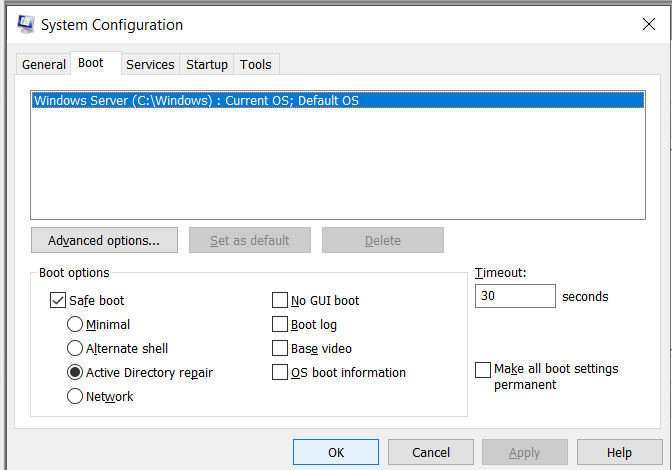 System Configuration
General Boot Services Startup Tools
Windows Server (C:\Windows) : Current OS; Default OS
Advanced options... Set as default Delete
Boot options
Timeout:
Safe boot No GUI boot 30 seconds
Minimal Boot log
Alternate shell Base video
Active Directory repair OS boot information Make all boot settings
permanent
Network
OK Cancel Apply Help